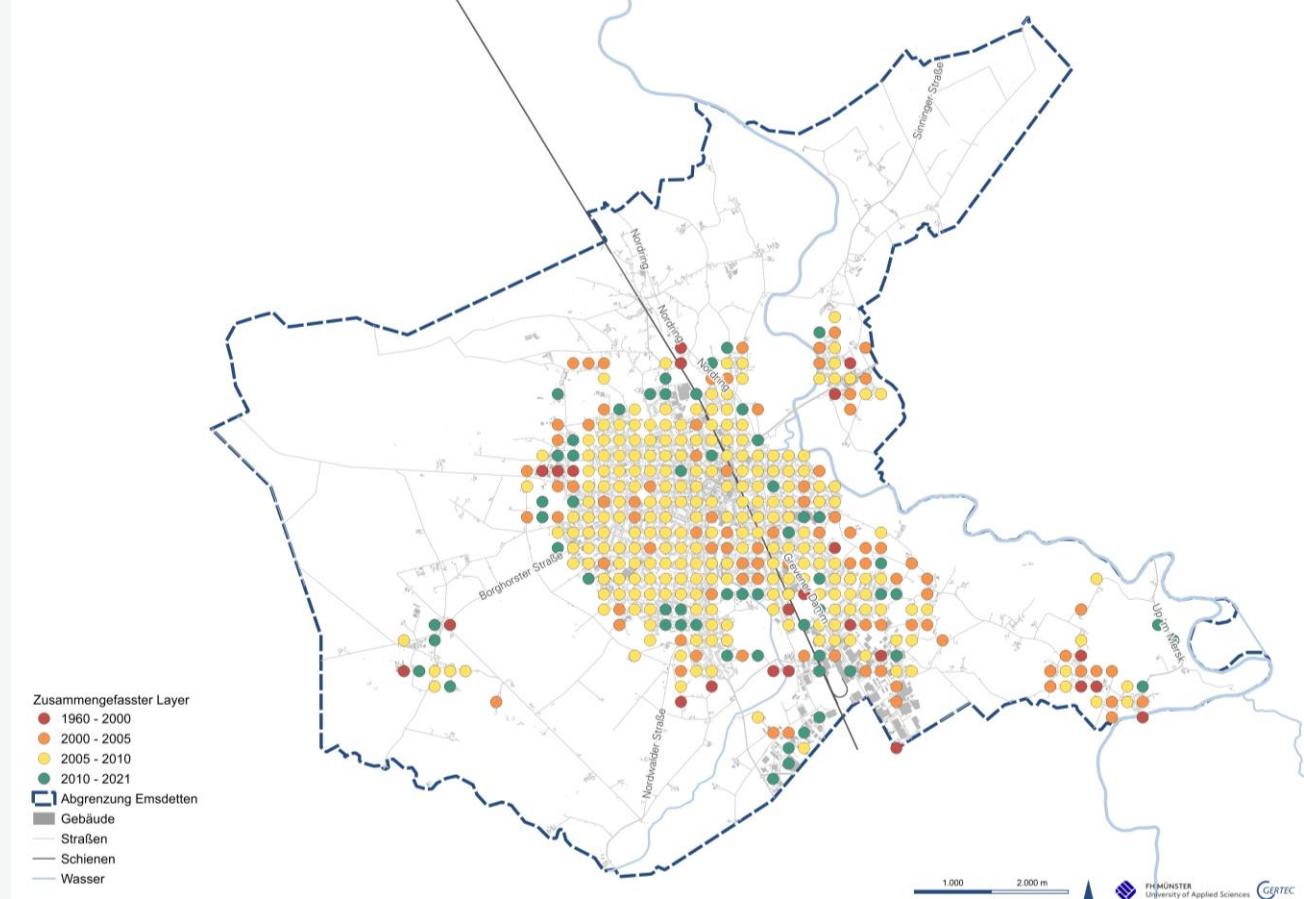 Sinninger Straße
Nordring
Nordring
Nordring
Borghorster Straße
Grevener Damm
Up im Mersk
Nordwalder Straße
Zusammengefasster Layer
1960 - 2000
2000 - 2005
2005 - 2010
2010 - 2021
Abgrenzung Emsdetten
Gebäude
Straßen
Schienen
Wasser
1.000 2.000 m
FH MÜNSTER
University of Applied Sciences
GERTEC